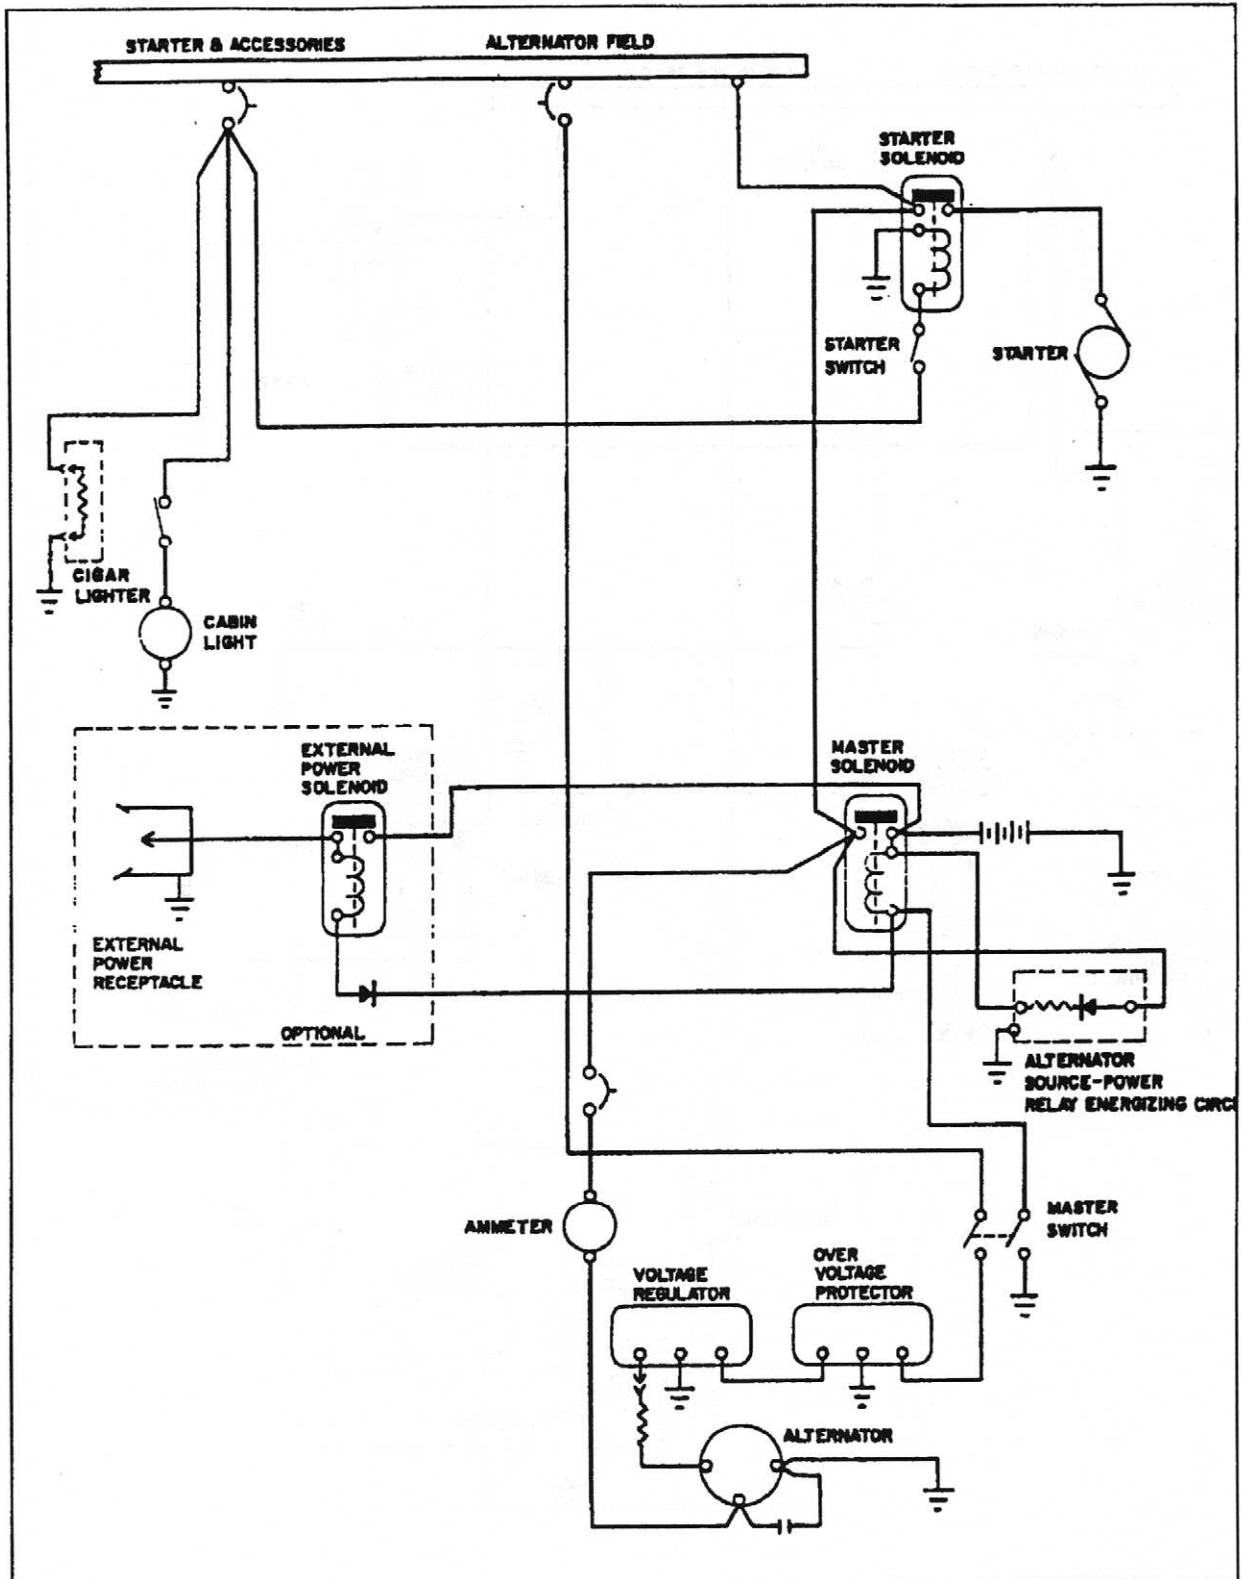 STARTER & ACCESSORIES
ALTERNATOR FIELD
STARTER
SOLENOID
STARTER
SWITCH
STARTER
CIGAR
LIGHTER
CABIN
LIGHT
EXTERNAL
POWER
SOLENOID
MASTER
SOLENOID
EXTERNAL
POWER
RECEPTACLE
OPTIONAL
ALTERNATOR
SOURCE-POWER
RELAY ENERGIZING CIRC
AMMETER
MASTER
SWITCH
VOLTAGE
REGULATOR
OVER
VOLTAGE
PROTECTOR
ALTERNATOR